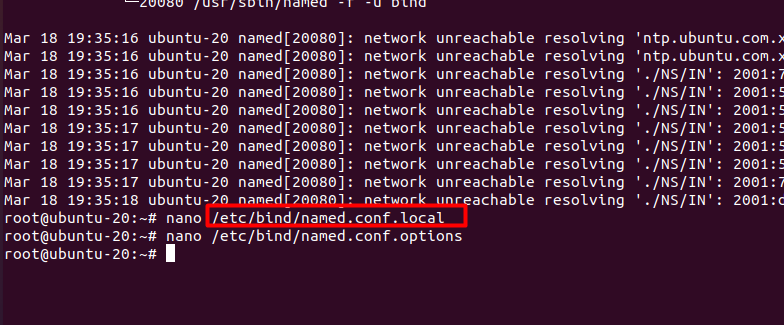 └─20080 /usr/sbin/named -f -u bind
Mar 18 19:35:16 ubuntu-20 named[20080]: network unreachable resolving 'ntp.ubuntu.com.x
Mar 18 19:35:16 ubuntu-20 named[20080]: network unreachable resolving 'ntp.ubuntu.com.x
Mar 18 19:35:16 ubuntu-20 named[20080]: network unreachable resolving './NS/IN': 2001:7
Mar 18 19:35:16 ubuntu-20 named[20080]: network unreachable resolving './NS/IN': 2001:5
Mar 18 19:35:16 ubuntu-20 named[20080]: network unreachable resolving './NS/IN': 2001:5
Mar 18 19:35:17 ubuntu-20 named[20080]: network unreachable resolving './NS/IN': 2001:5
Mar 18 19:35:17 ubuntu-20 named[20080]: network unreachable resolving './NS/IN': 2001:5
Mar 18 19:35:17 ubuntu-20 named[20080]: network unreachable resolving './NS/IN': 2001:5
Mar 18 19:35:17 ubuntu-20 named[20080]: network unreachable resolving './NS/IN': 2001:7
Mar 18 19:35:18 ubuntu-20 named[20080]: network unreachable resolving './NS/IN': 2001:d
root@ubuntu-20:~# nano /etc/bind/named.conf.local
root@ubuntu-20:~# nano /etc/bind/named.conf.options
root@ubuntu-20:~#